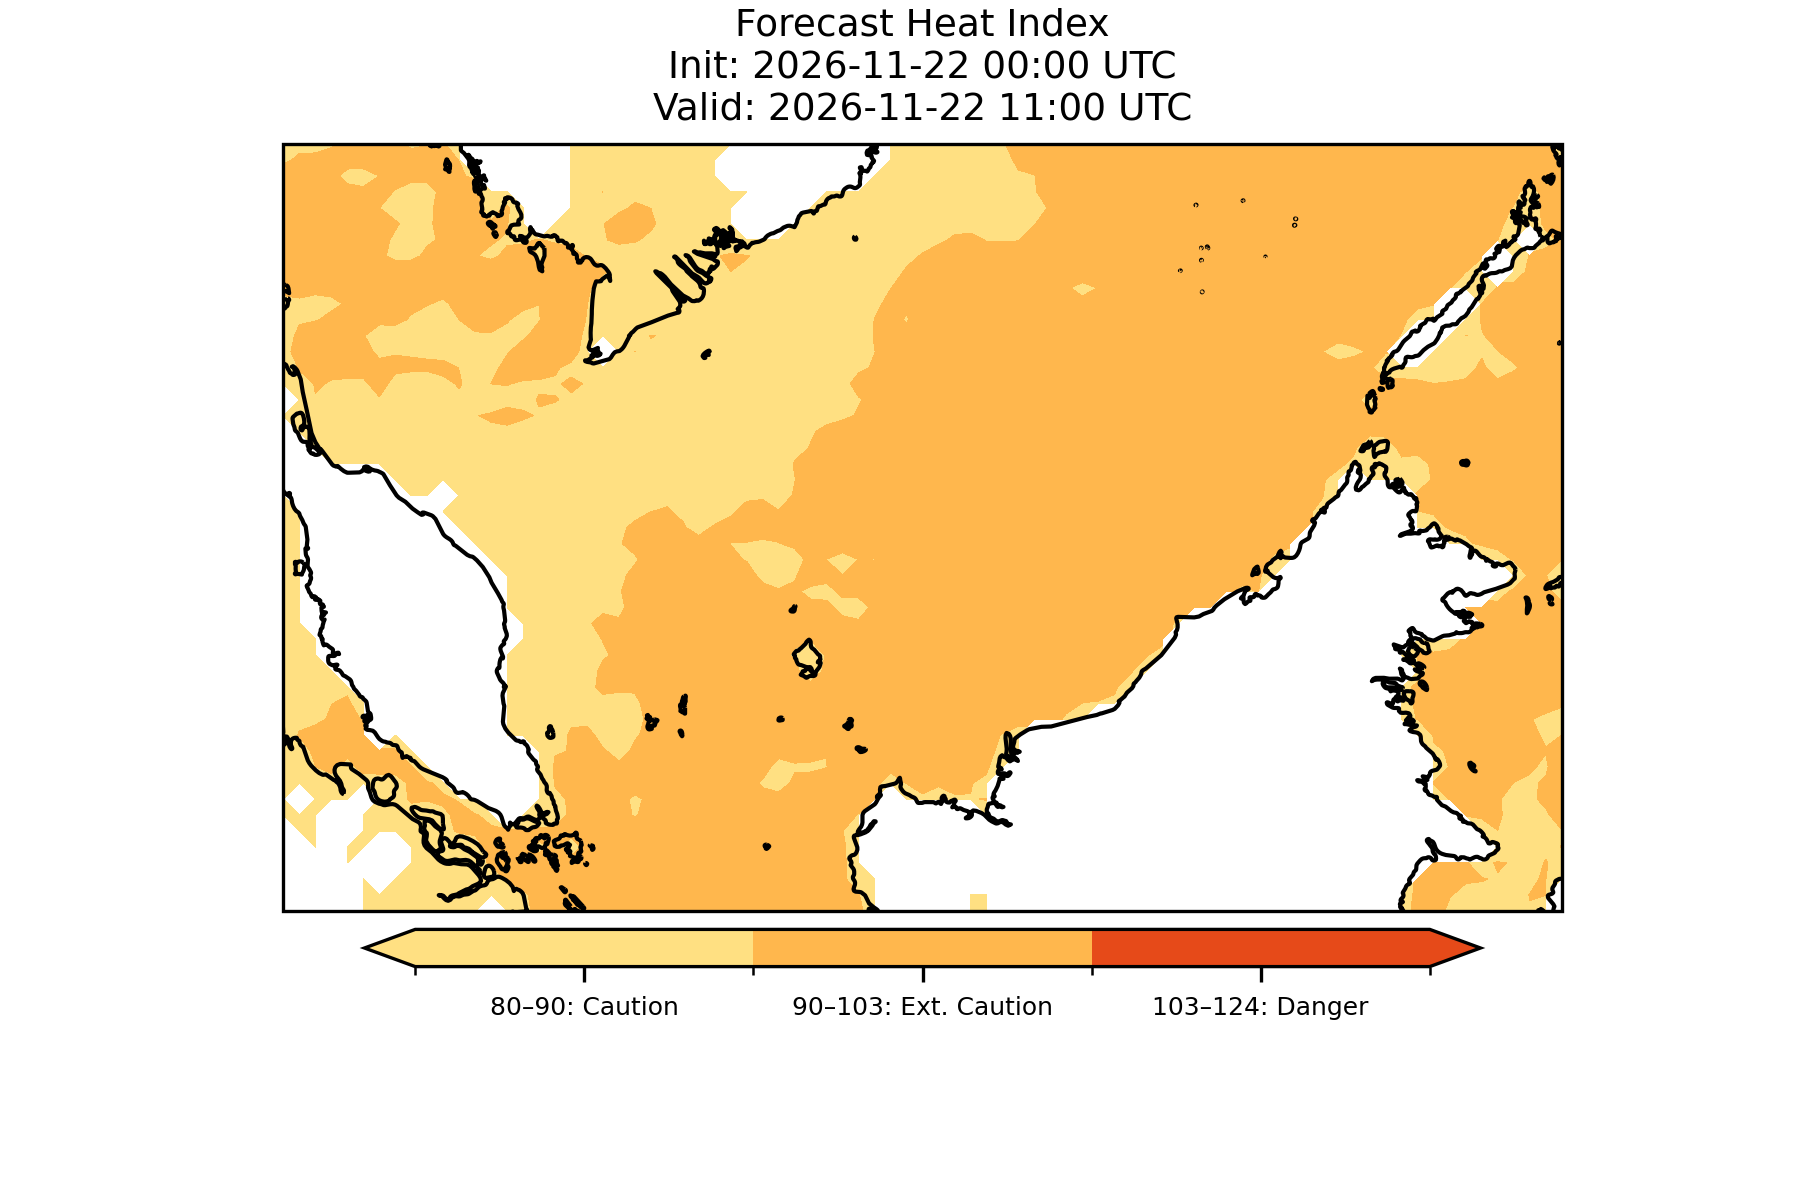 Forecast Heat Index
Init: 2026-11-22 00:00 UTC
Valid: 2026-11-22 11:00 UTC
80–90: Caution
90–103: Ext. Caution
103–124: Danger